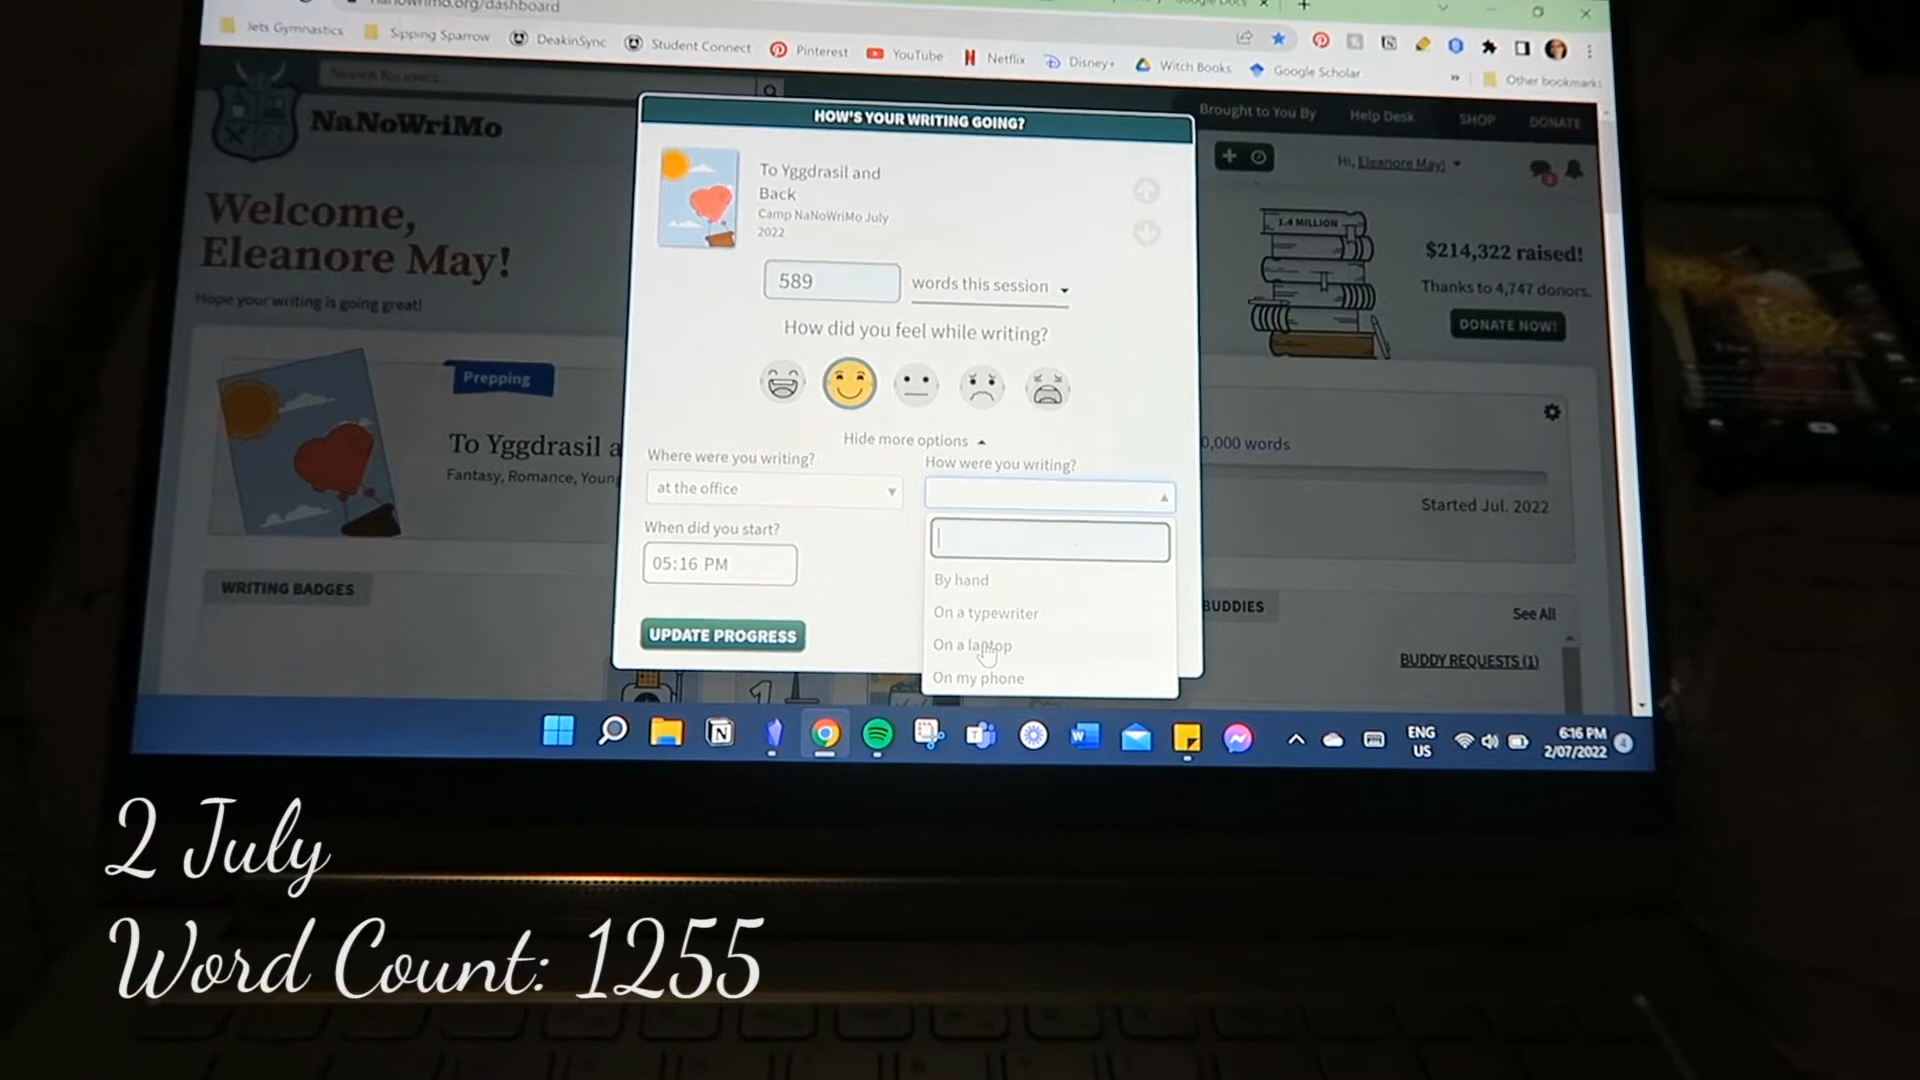 nanowrimo.org/dashboard
Jets Gymnastics
Sipping Sparrow
DeakinSync
Student Connect
Pinterest
YouTube
Netflix
Disney+
Witch Books
Google Scholar
»
Other bookmarks
NaNoWriMo
Brought to You By
Help Desk
SHOP
DONATE
Hi, Eleanore May!
Welcome,
Eleanore May!
Hope your writing is going great!
1.4 MILLION
$214,322 raised!
Thanks to 4,747 donors.
DONATE NOW!
HOW'S YOUR WRITING GOING?
To Yggdrasil and
Back
Camp NaNoWriMo July
2022
589
words this session
How did you feel while writing?
Hide more options
Where were you writing?
at the office
How were you writing?
By hand
On a typewriter
On a laptop
On my phone
When did you start?
05:16 PM
UPDATE PROGRESS
Prepping
To Yggdrasil a
Fantasy, Romance, Youn
0,000 words
Started Jul. 2022
WRITING BADGES
BUDDIES
See All
BUDDY REQUESTS (1)
ENG
US
6:16 PM
2/07/2022
4
2 July
Word Count: 1255